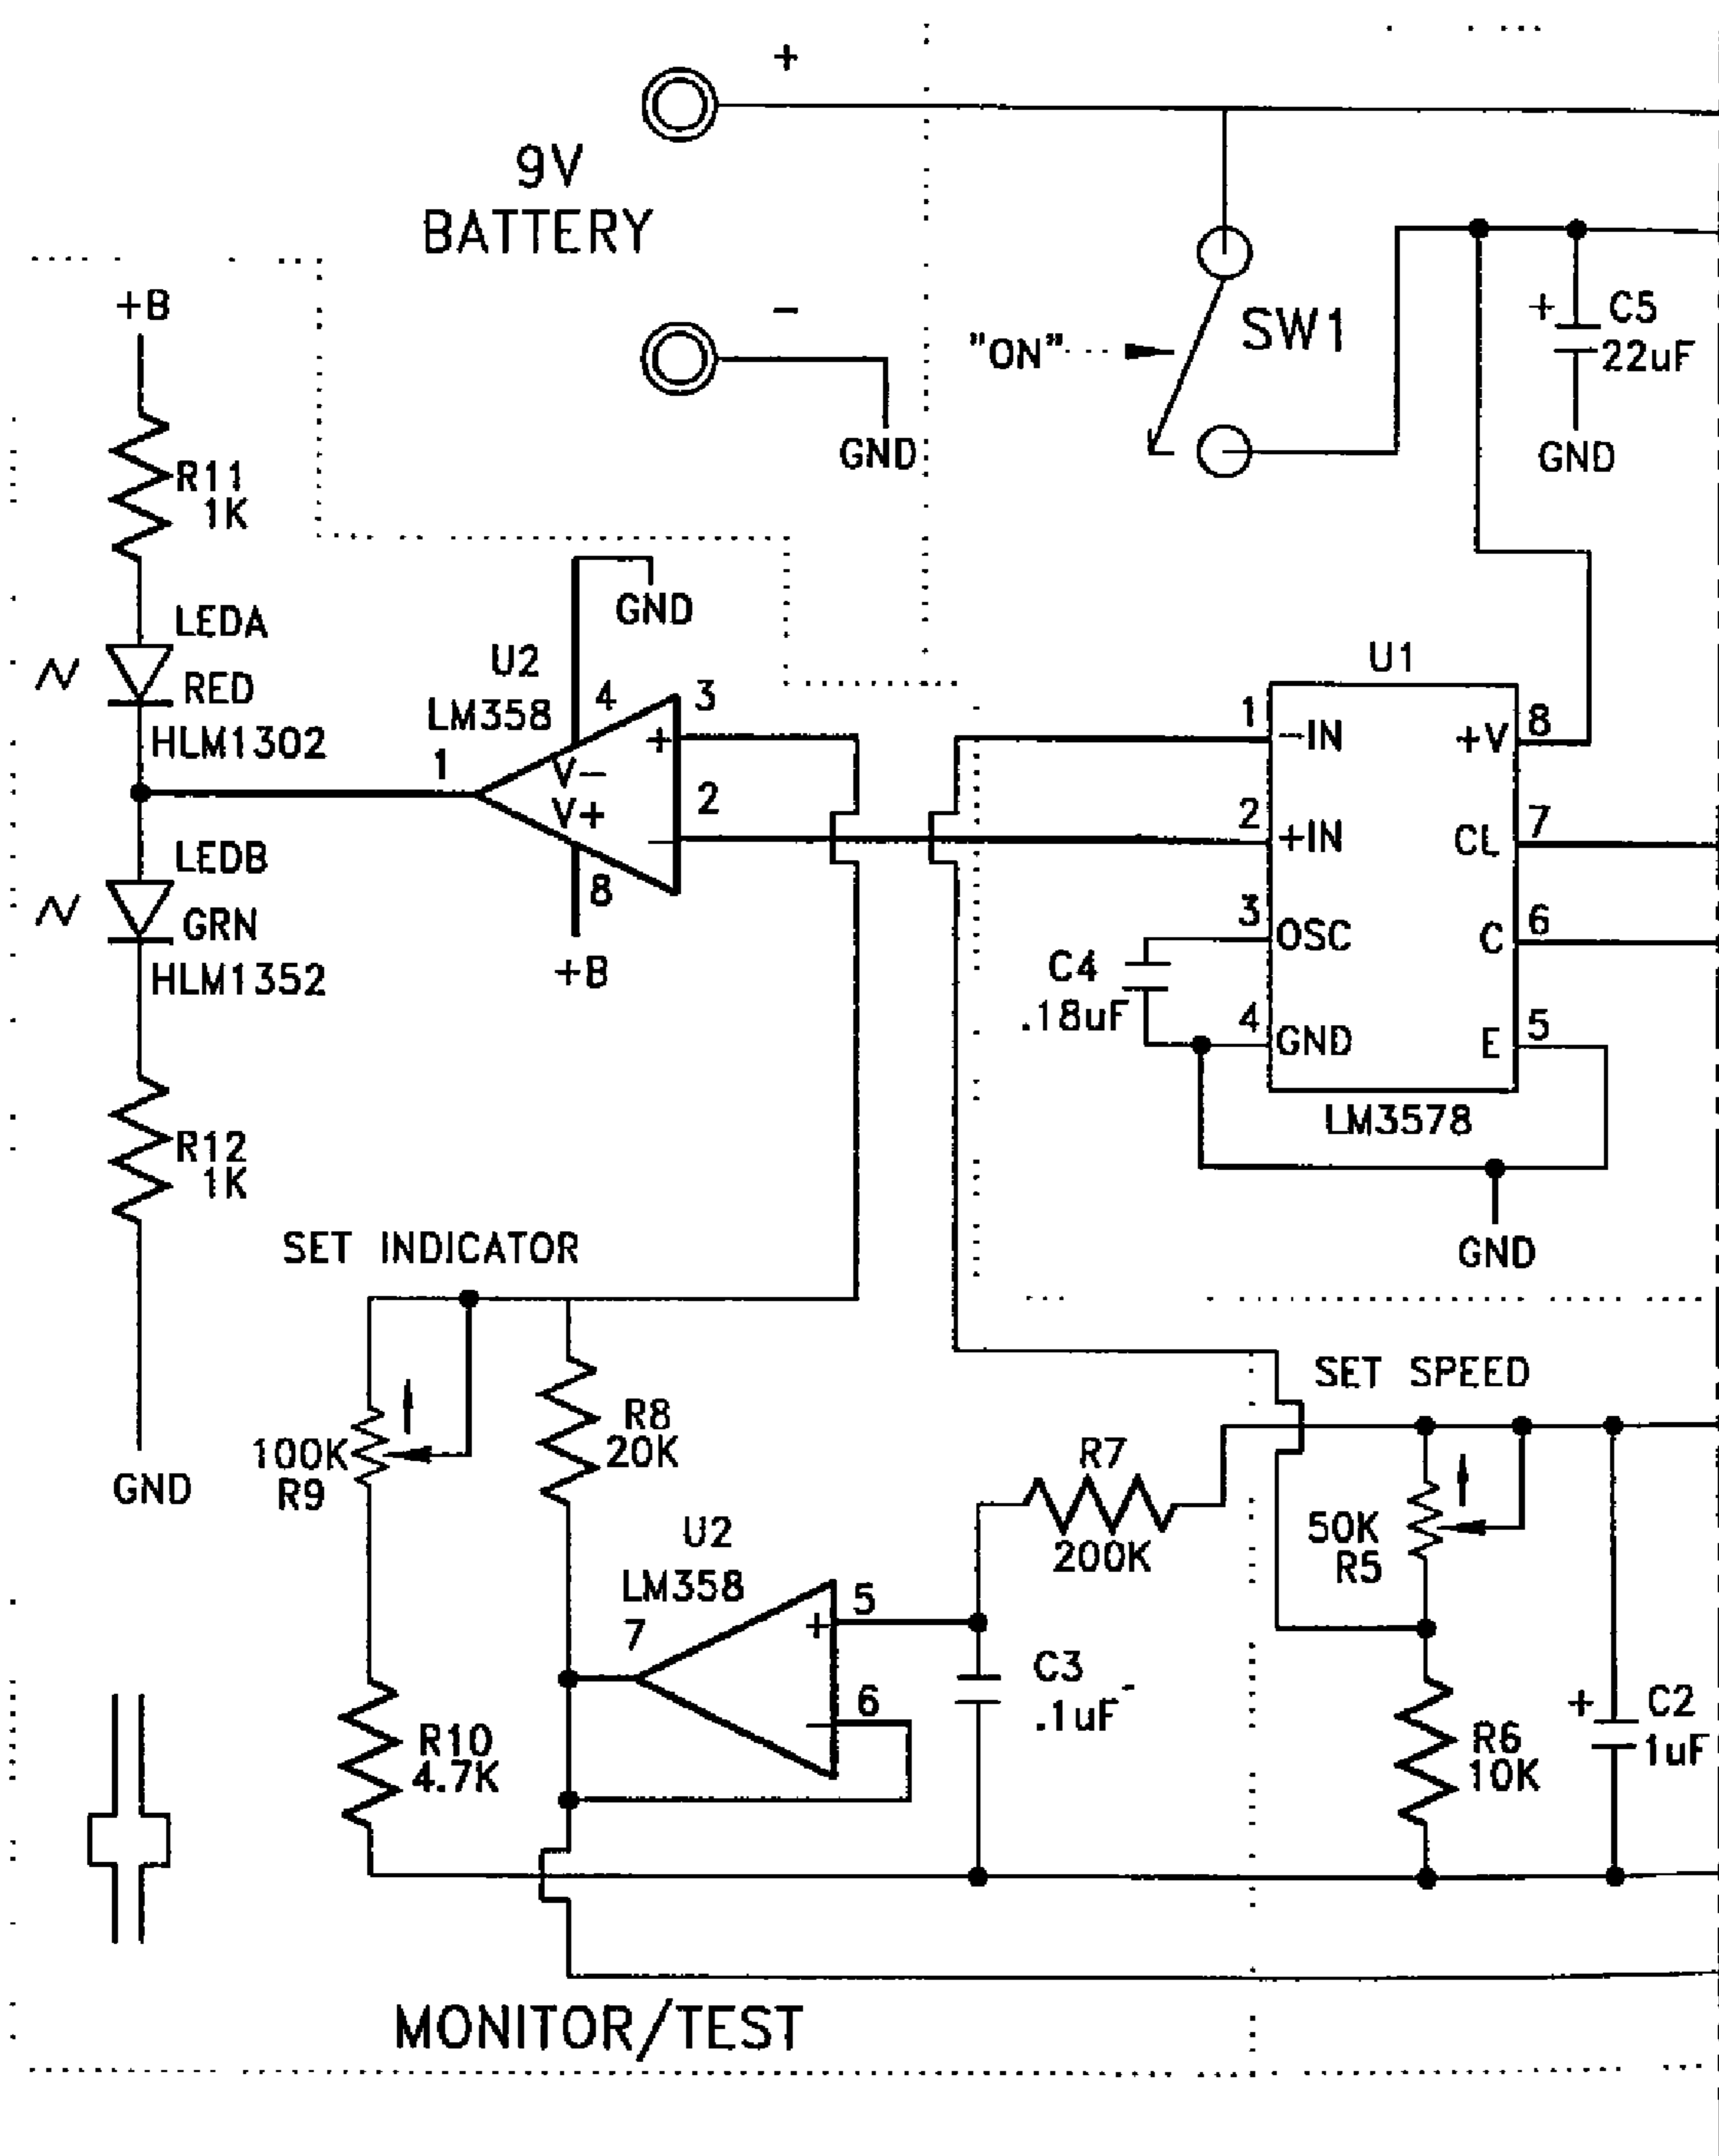 +
9V
BATTERY
-
GND
"ON"
SW1
+
C5
22uF
GND
+B
R11
1K
LEDA
RED
HLM1302
LEDB
GRN
HLM1352
R12
1K
GND
GND
U2
LM358
4
3
+
1
V-
V+
2
-
8
+B
U1
1
-IN
+V
8
2
+IN
CL
7
3
OSC
C
6
C4
.18uF
4
GND
E
5
LM3578
GND
SET INDICATOR
100K
R9
R8
20K
R7
200K
SET SPEED
50K
R5
U2
LM358
7
+
5
-
6
C3
.1uF
R10
4.7K
R6
10K
+
C2
1uF
MONITOR/TEST